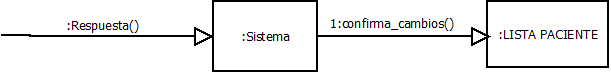 :Respuesta()
:Sistema
1:confirma_cambios()
:LISTA PACIENTE